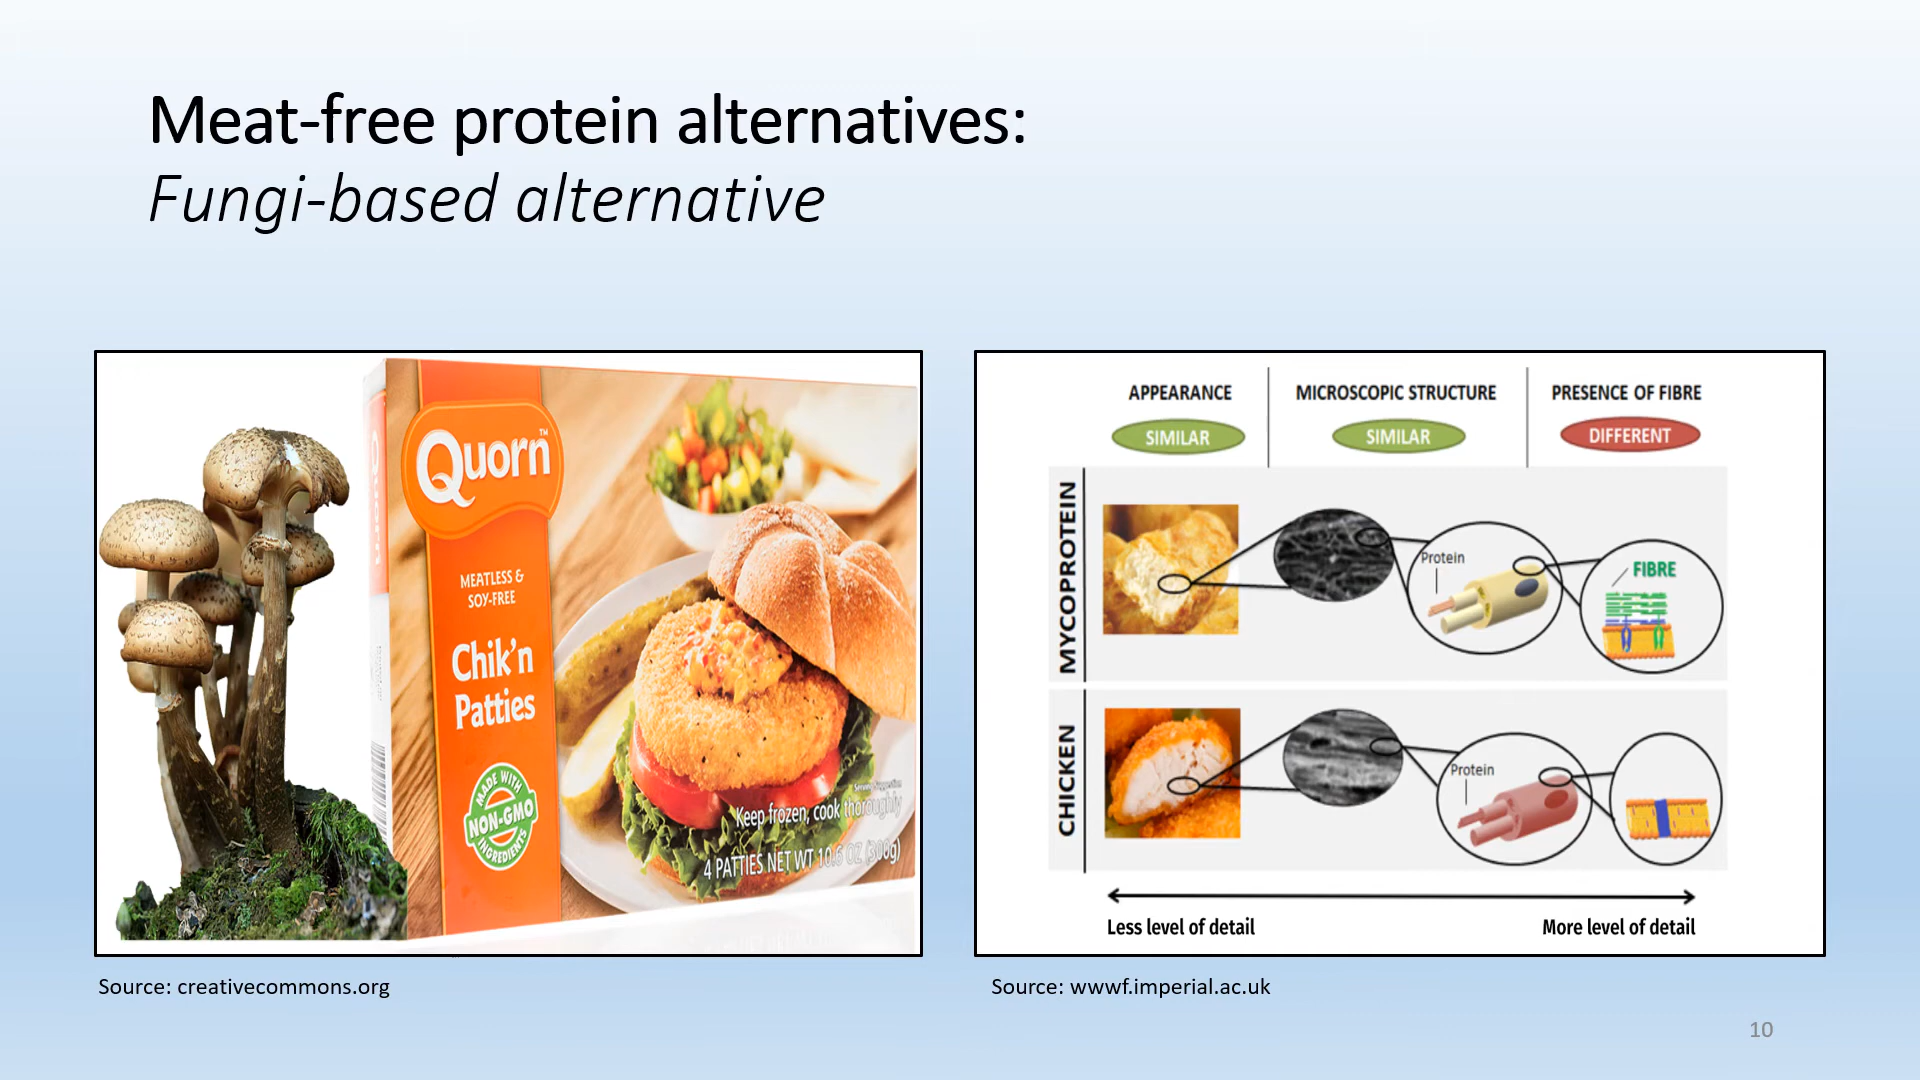 Meat-free protein alternatives:
Fungi-based alternative
Quorn™
MEATLESS &
SOY-FREE
Chik'n
Patties
MADE WITH
NON-GMO
INGREDIENTS
Serving Suggestion
Keep frozen, cook thoroughly
4 PATTIES NET WT 10.6 OZ (300g)
Source: creativecommons.org
APPEARANCE
MICROSCOPIC STRUCTURE
PRESENCE OF FIBRE
SIMILAR
SIMILAR
DIFFERENT
MYCOPROTEIN
Protein
FIBRE
CHICKEN
Protein
Less level of detail
More level of detail
Source: wwwf.imperial.ac.uk
10